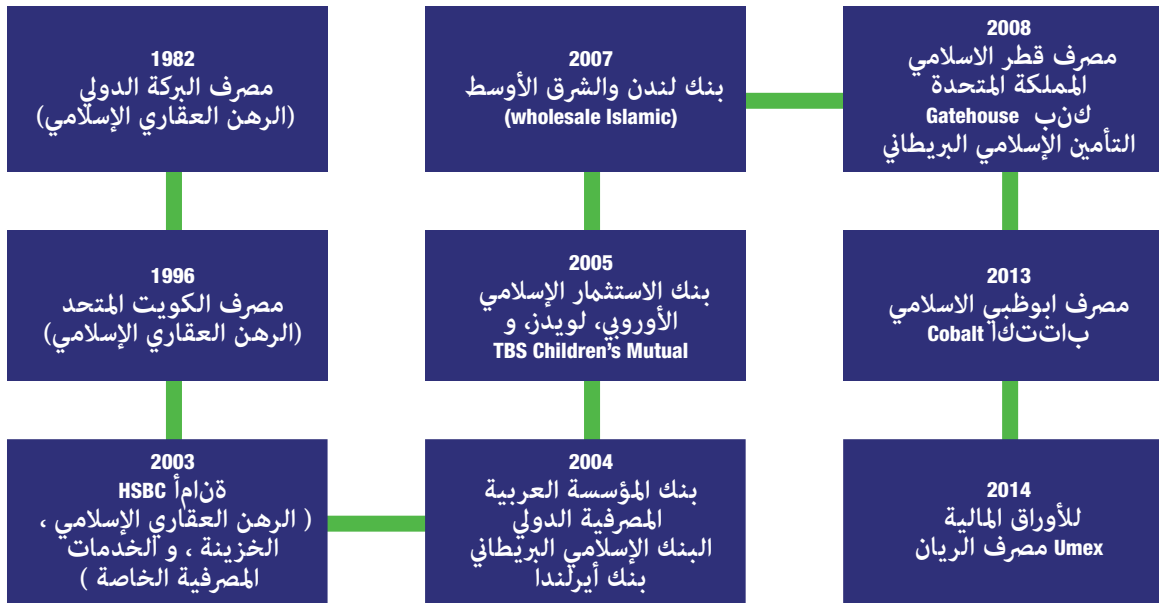 1982
مصرف البركة الدولي
(الرهن العقاري الإسلامي)
1996
مصرف الكويت المتحد
(الرهن العقاري الإسلامي)
2003
ةنامأ HSBC
( الرهن العقاري الإسلامي ،
الخزينة ، و الخدمات
المصرفية الخاصة )
2004
بنك المؤسسة العربية
المصرفية الدولي
البنك الإسلامي البريطاني
بنك أيرلندا
2005
بنك الاستثمار الإسلامي
الأوروبي، لويدز، و
TBS Children’s Mutual
2007
بنك لندن والشرق الأوسط
(wholesale Islamic)
2008
مصرف قطر الاسلامي
المملكة المتحدة
كنب Gatehouse
التأمين الإسلامي البريطاني
2013
مصرف ابوظبي الاسلامي
باتتكا Cobalt
2014
للأوراق المالية
Umex مصرف الريان